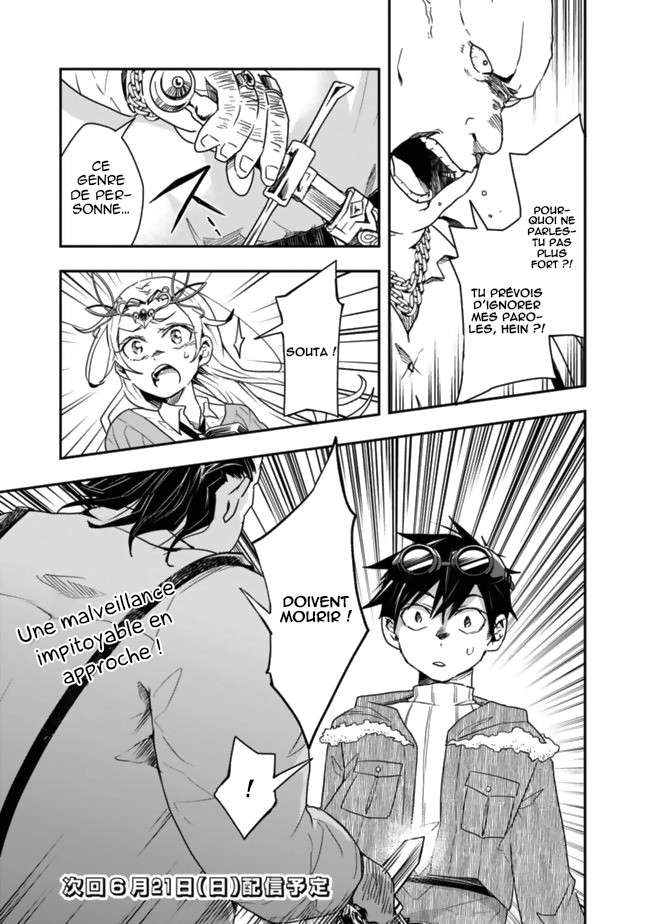 POUR-
QUOI NE
PARLES-
TU PAS
PLUS
FORT ?!
TU PRÉVOIS
D'IGNORER
MES PARO-
LES, HEIN ?!
CE
GENRE
DE PER-
SONNE...
SOUTA !
DOIVENT
MOURIR !
Une malveillance
impitoyable en
approche !
!
次回6月21日(日)配信予定